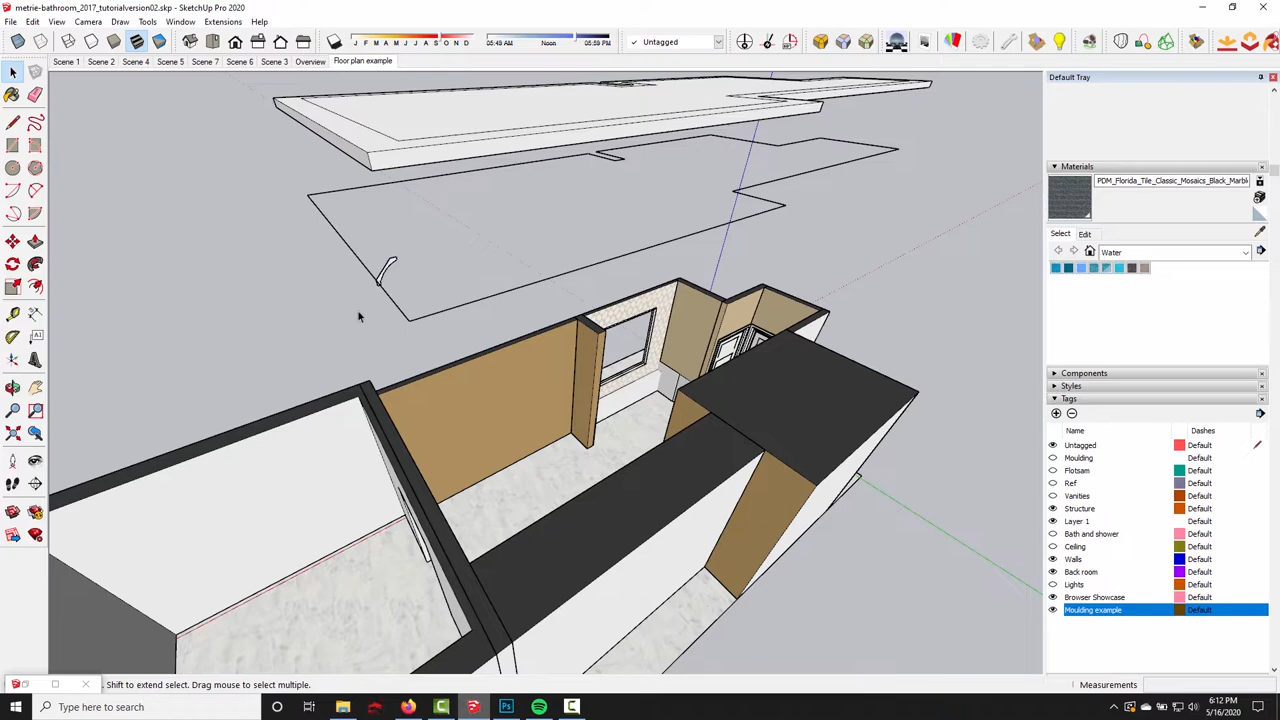 metrie-bathroom_2017_tutorialversion02.skp - SketchUp Pro 2020
File Edit View Camera Draw Tools Window Extensions Help
J F M A M J J A S O N D 05:49 AM Noon 05:59 PM Untagged
Scene 1 Scene 2 Scene 4 Scene 5 Scene 7 Scene 6 Scene 3 Overview Floor plan example
Default Tray
Materials
PDM_Florida_Tile_Classic_Mosaics_Black_Marbl
Select Edit
Water
Components
Styles
Tags
Name Dashes
Untagged Default
Moulding Default
Flotsam Default
Ref Default
Vanities Default
Structure Default
Layer 1 Default
Bath and shower Default
Ceiling Default
Walls Default
Back room Default
Lights Default
Browser Showcase Default
Moulding example Default
Shift to extend select. Drag mouse to select multiple.
Measurements
Type here to search
6:12 PM
5/16/2020